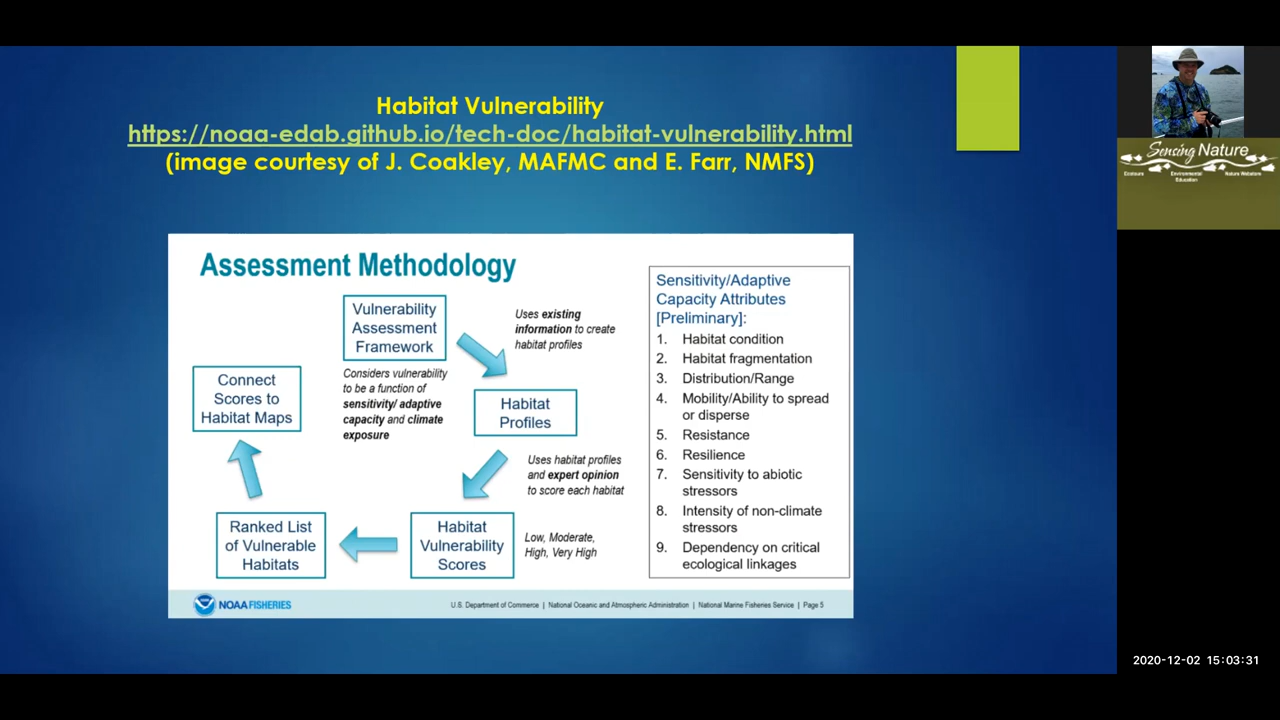 Habitat Vulnerability
https://noaa-edab.github.io/tech-doc/habitat-vulnerability.html
(image courtesy of J. Coakley, MAFMC and E. Farr, NMFS)
Assessment Methodology
Vulnerability
Assessment
Framework
Uses existing
information to create
habitat profiles
Considers vulnerability
to be a function of
sensitivity/ adaptive
capacity and climate
exposure
Habitat
Profiles
Uses habitat profiles
and expert opinion
to score each habitat
Habitat
Vulnerability
Scores
Low, Moderate,
High, Very High
Ranked List
of Vulnerable
Habitats
Connect
Scores to
Habitat Maps
Sensitivity/Adaptive
Capacity Attributes
[Preliminary]:
1. Habitat condition
2. Habitat fragmentation
3. Distribution/Range
4. Mobility/Ability to spread
or disperse
5. Resistance
6. Resilience
7. Sensitivity to abiotic
stressors
8. Intensity of non-climate
stressors
9. Dependency on critical
ecological linkages
NOAA FISHERIES
U.S. Department of Commerce | National Oceanic and Atmospheric Administration | National Marine Fisheries Service | Page 5
Sensing Nature
Ecotours
Environmental
Education
Nature Webstore
2020-12-02 15:03:31